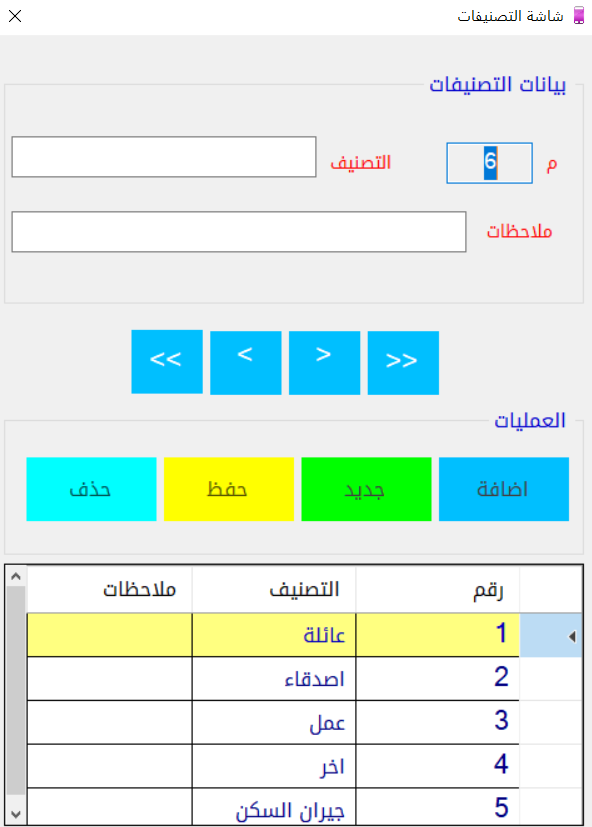 شاشة التصنيفات
بيانات التصنيفات
م 6 التصنيف
ملاحظات
>> > < <<
العمليات
اضافة جديد حفظ حذف
رقم التصنيف ملاحظات
1 عائلة
2 اصدقاء
3 عمل
4 اخر
5 جيران السكن